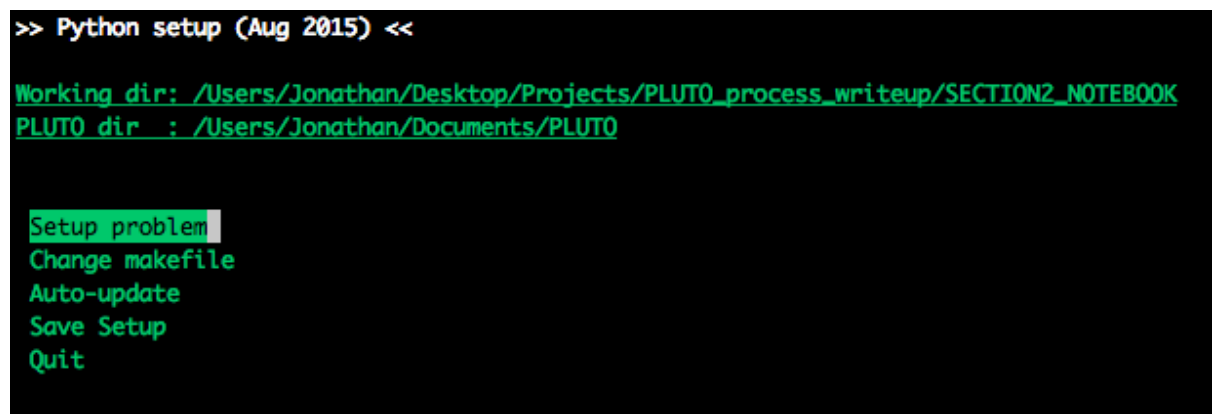 >> Python setup (Aug 2015) <<
Working dir: /Users/Jonathan/Desktop/Projects/PLUTO_process_writeup/SECTION2_NOTEBOOK
PLUTO dir  : /Users/Jonathan/Documents/PLUTO
Setup problem
Change makefile
Auto-update
Save Setup
Quit